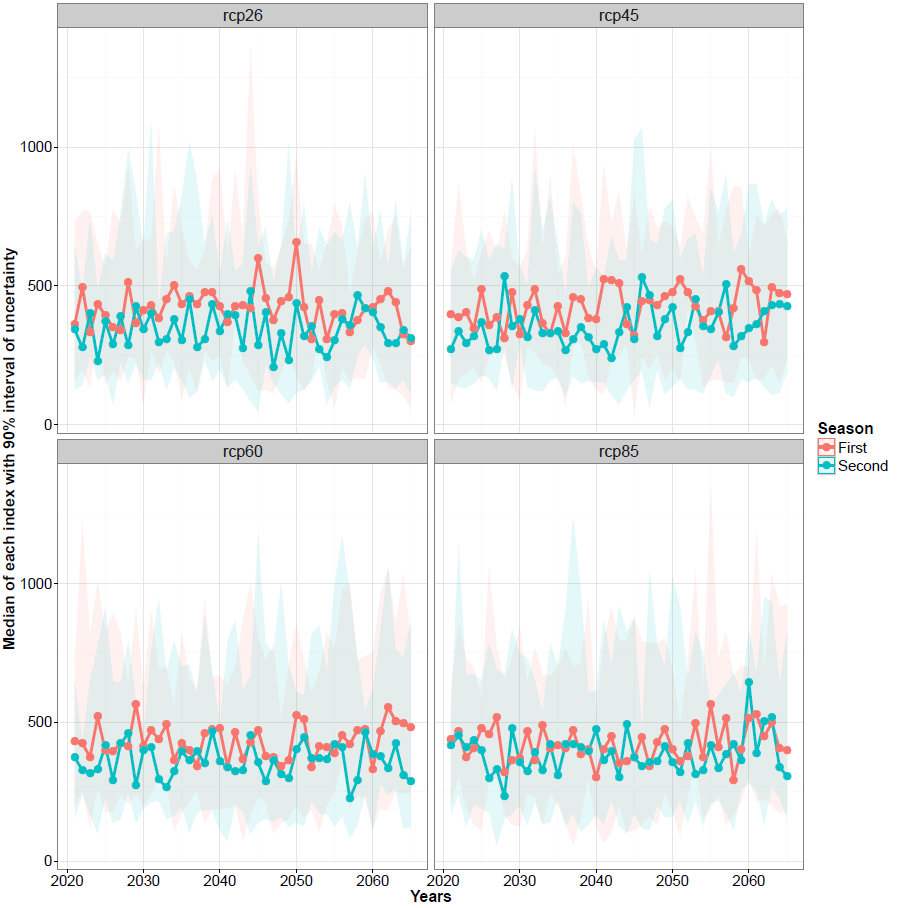 rcp26 rcp45
1000
500
0
rcp60 rcp85
1000
500
0
2020 2030 2040 2050 2060 2020 2030 2040 2050 2060
Years
Median of each index with 90% interval of uncertainty
Season
First
Second